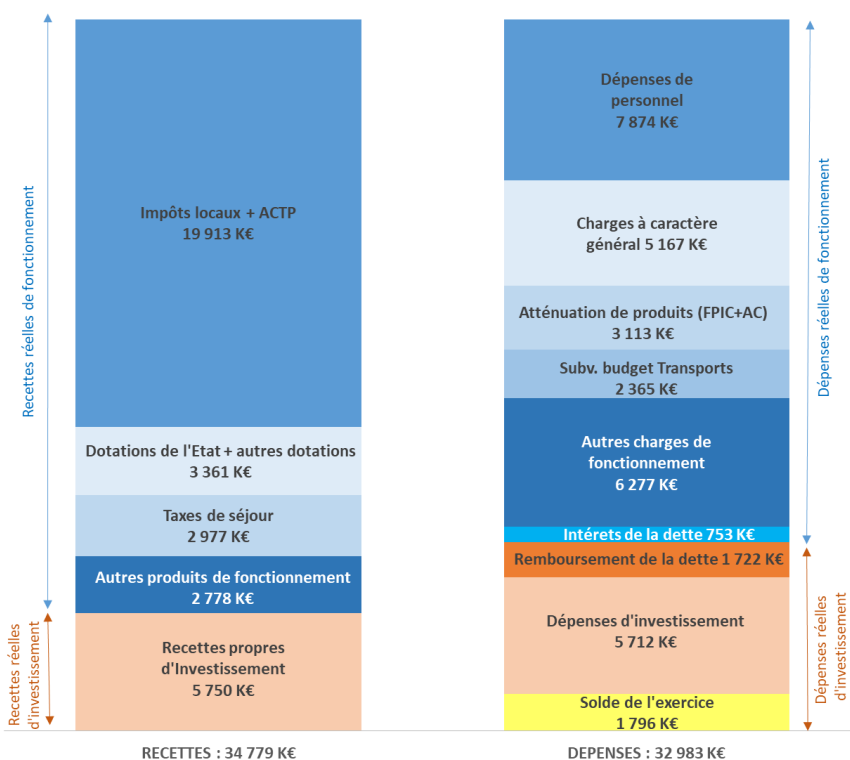 Recettes réelles de fonctionnement
Impôts locaux + ACTP
19 913 K€
Dotations de l'Etat + autres dotations
3 361 K€
Taxes de séjour
2 977 K€
Autres produits de fonctionnement
2 778 K€
Recettes réelles
d'investissement
Recettes propres
d'Investissement
5 750 K€
RECETTES : 34 779 K€
Dépenses de
personnel
7 874 K€
Charges à caractère
général 5 167 K€
Atténuation de produits (FPIC+AC)
3 113 K€
Subv. budget Transports
2 365 K€
Autres charges de
fonctionnement
6 277 K€
Intérets de la dette 753 K€
Remboursement de la dette 1 722 K€
Dépenses d'investissement
5 712 K€
Solde de l'exercice
1 796 K€
DEPENSES : 32 983 K€
Dépenses réelles de fonctionnement
Dépenses réelles
d'investissement